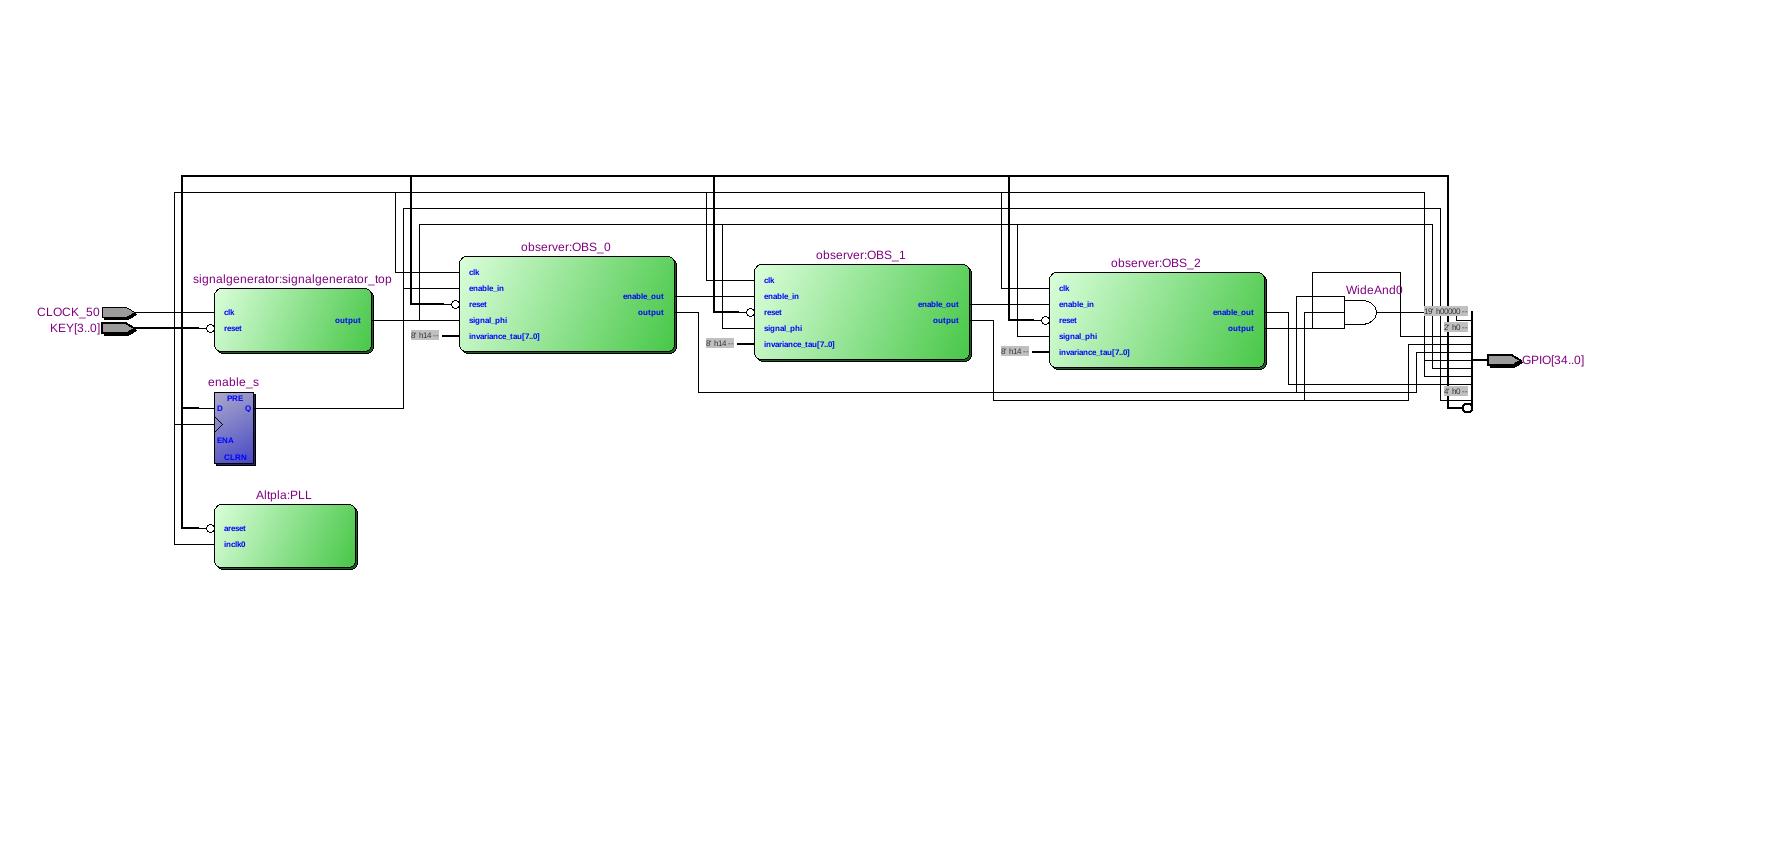 observer:OBS_0
observer:OBS_1
observer:OBS_2
signalgenerator:signalgenerator_top
CLOCK_50
KEY[3..0]
clk
reset
output
clk
enable_in
reset
signal_phi
invariance_tau[7..0]
enable_out
output
8' h14 --
clk
enable_in
reset
signal_phi
invariance_tau[7..0]
enable_out
output
8' h14 --
clk
enable_in
reset
signal_phi
invariance_tau[7..0]
enable_out
output
8' h14 --
WideAnd0
19' h00000 --
2' h0 --
4' h0 --
GPIO[34..0]
enable_s
PRE
D Q
ENA
CLRN
Altpla:PLL
areset
inclk0